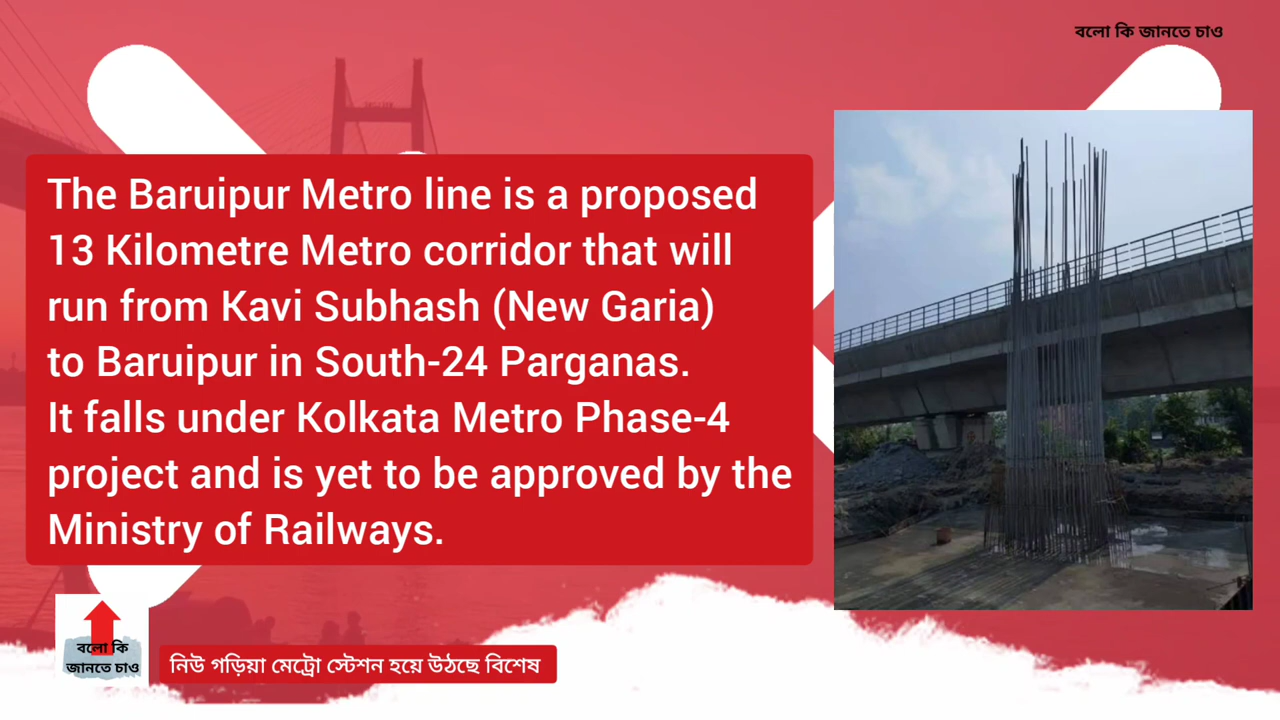 বলো কি জানতে চাও
The Baruipur Metro line is a proposed
13 Kilometre Metro corridor that will
run from Kavi Subhash (New Garia)
to Baruipur in South-24 Parganas.
It falls under Kolkata Metro Phase-4
project and is yet to be approved by the
Ministry of Railways.
বলো কি
জানতে চাও
নিউ গড়িয়া মেট্রো স্টেশন হয়ে উঠছে বিশেষ